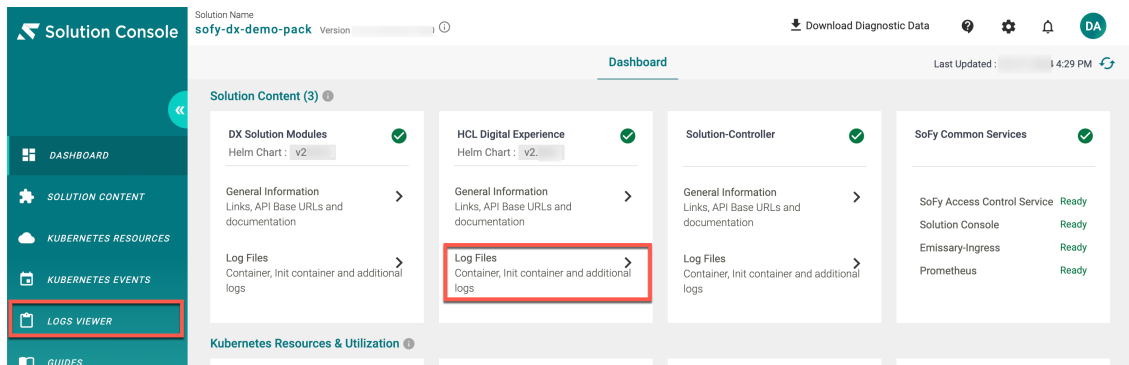 Solution Console
Solution Name
sofy-dx-demo-pack Version
Download Diagnostic Data
DA
Dashboard
Last Updated : 4:29 PM
DASHBOARD
SOLUTION CONTENT
KUBERNETES RESOURCES
KUBERNETES EVENTS
LOGS VIEWER
GUIDES
Solution Content (3)
DX Solution Modules
Helm Chart : v2
General Information
Links, API Base URLs and
documentation
Log Files
Container, Init container and additional
logs
HCL Digital Experience
Helm Chart : v2.
General Information
Links, API Base URLs and
documentation
Log Files
Container, Init container and additional
logs
Solution-Controller
General Information
Links, API Base URLs and
documentation
Log Files
Container, Init container and additional
logs
SoFy Common Services
SoFy Access Control Service Ready
Solution Console Ready
Emissary-Ingress Ready
Prometheus Ready
Kubernetes Resources & Utilization